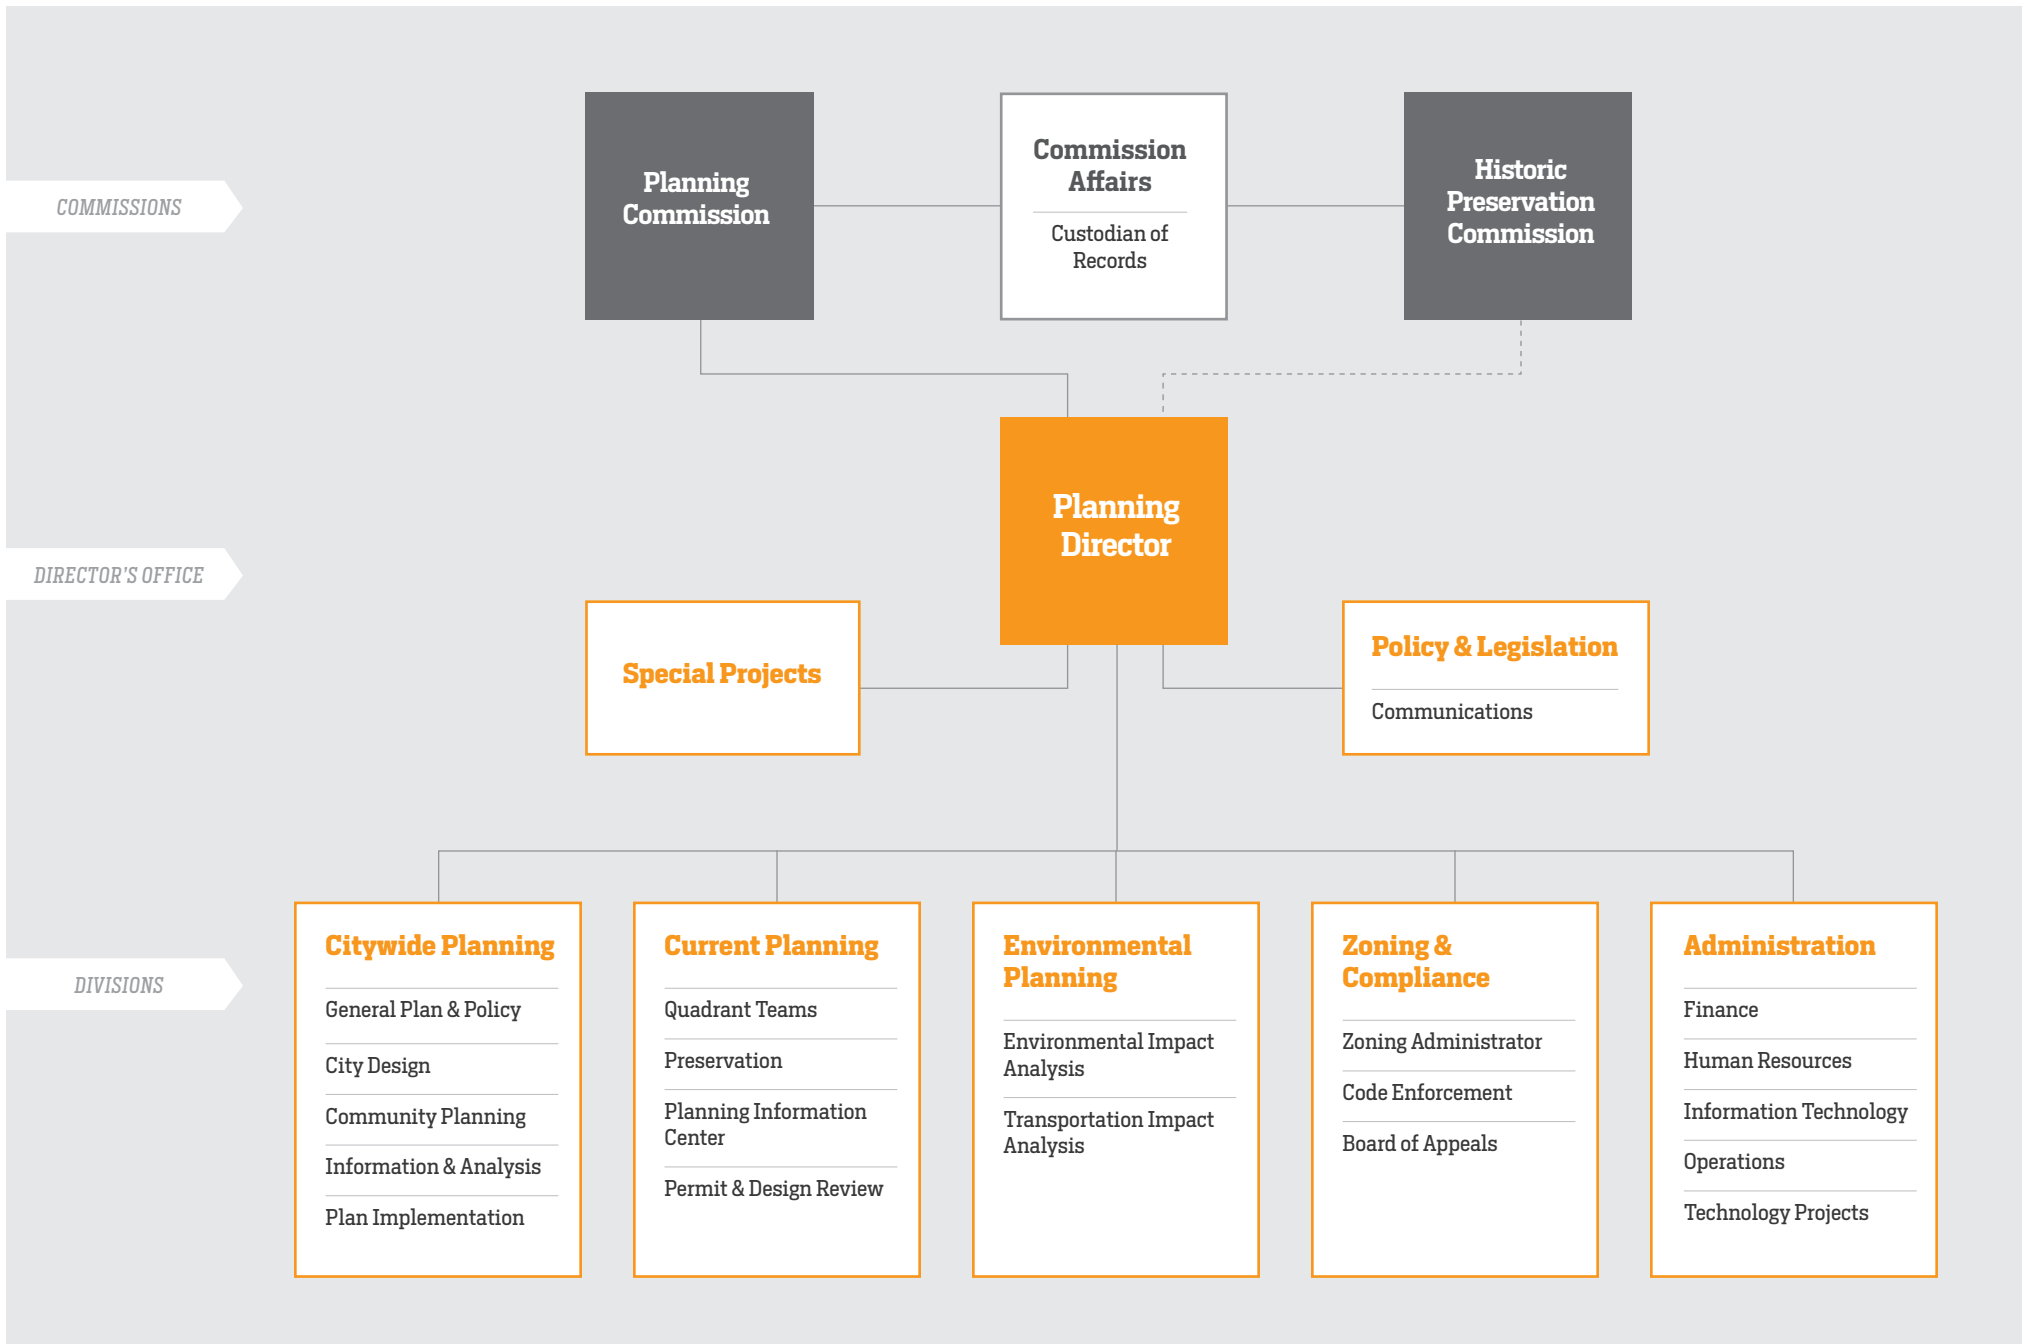 COMMISSIONS
Planning
Commission
Commission
Affairs
Custodian of
Records
Historic
Preservation
Commission
DIRECTOR'S OFFICE
Planning
Director
Special Projects
Policy & Legislation
Communications
DIVISIONS
Citywide Planning
General Plan & Policy
City Design
Community Planning
Information & Analysis
Plan Implementation
Current Planning
Quadrant Teams
Preservation
Planning Information
Center
Permit & Design Review
Environmental
Planning
Environmental Impact
Analysis
Transportation Impact
Analysis
Zoning &
Compliance
Zoning Administrator
Code Enforcement
Board of Appeals
Administration
Finance
Human Resources
Information Technology
Operations
Technology Projects